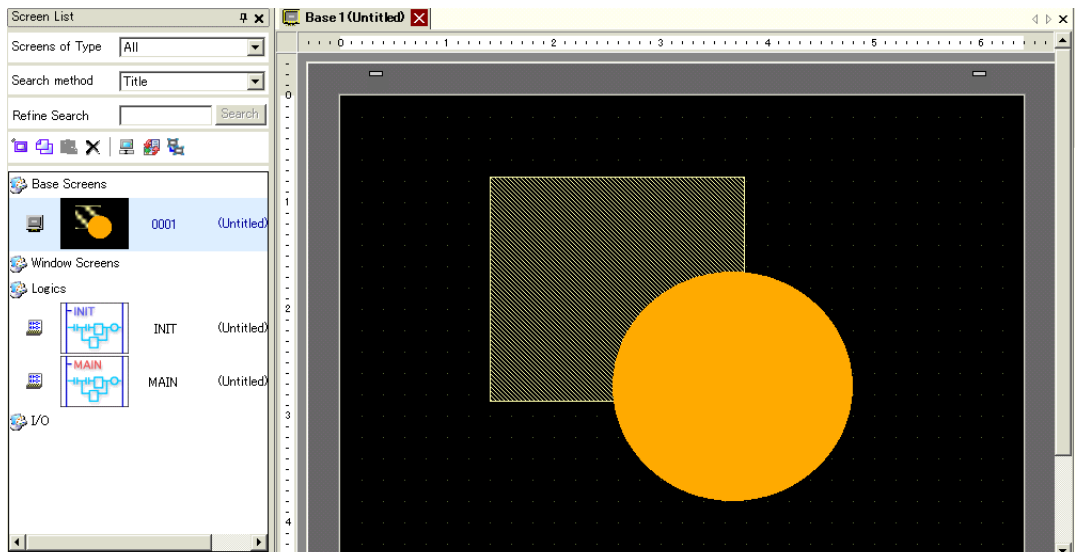 Screen List
Screens of Type All
Search method Title
Refine Search Search
Base Screens
0001 (Untitled)
Window Screens
Logics
INIT INIT (Untitled)
MAIN MAIN (Untitled)
I/O
Base 1(Untitled)
0 1 2 3 4 5 6
0
1
2
3
4